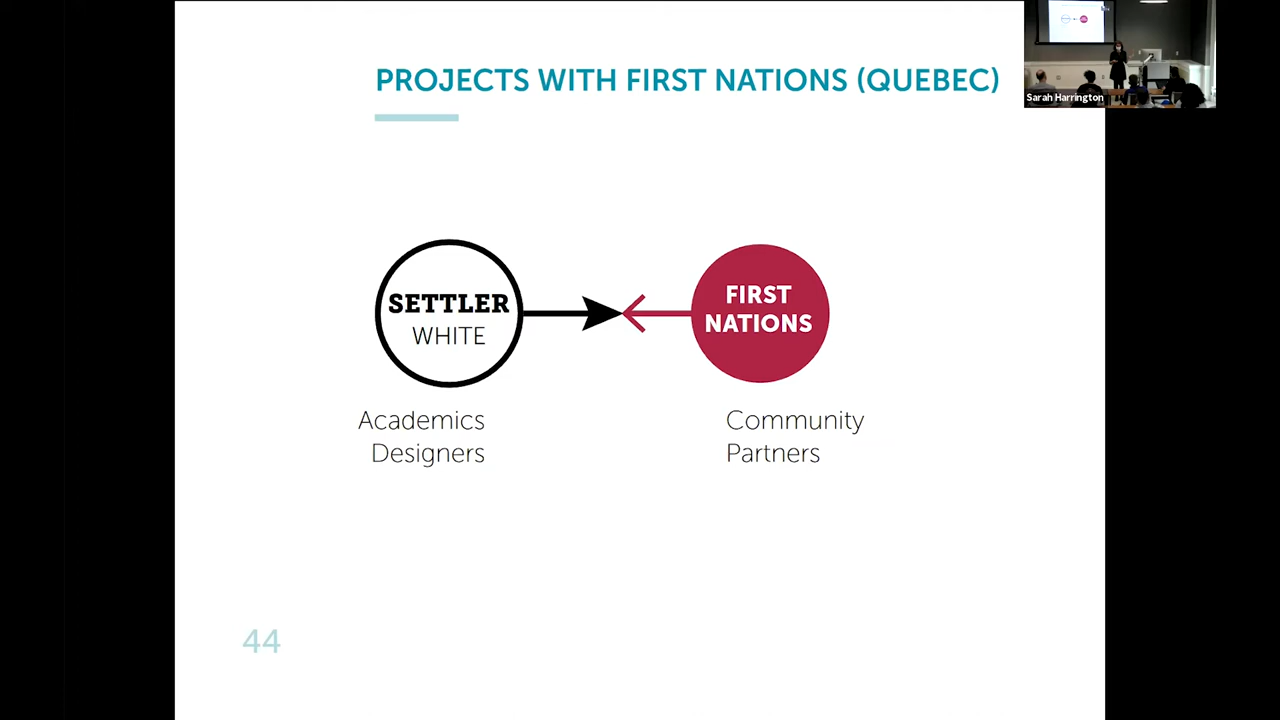 PROJECTS WITH FIRST NATIONS (QUEBEC)
Sarah Harrington
SETTLER
WHITE
FIRST
NATIONS
Academics
Designers
Community
Partners
44